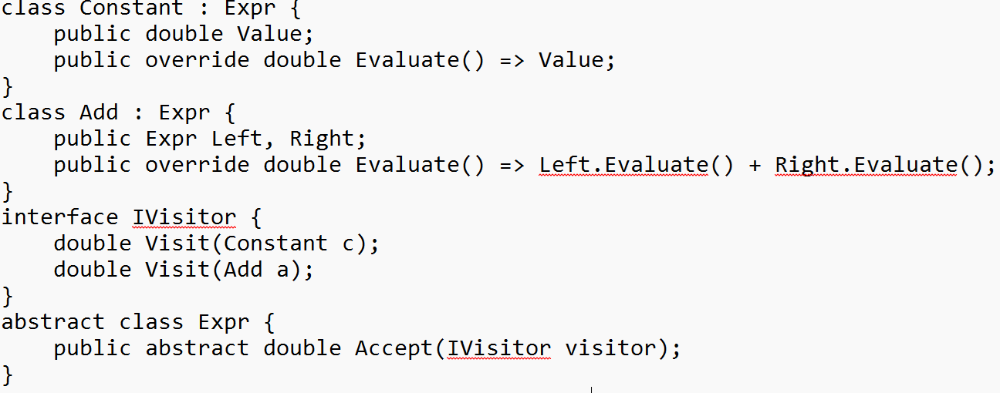 class Constant : Expr {
    public double Value;
    public override double Evaluate() => Value;
}
class Add : Expr {
    public Expr Left, Right;
    public override double Evaluate() => Left.Evaluate() + Right.Evaluate();
}
interface IVisitor {
    double Visit(Constant c);
    double Visit(Add a);
}
abstract class Expr {
    public abstract double Accept(IVisitor visitor);
}